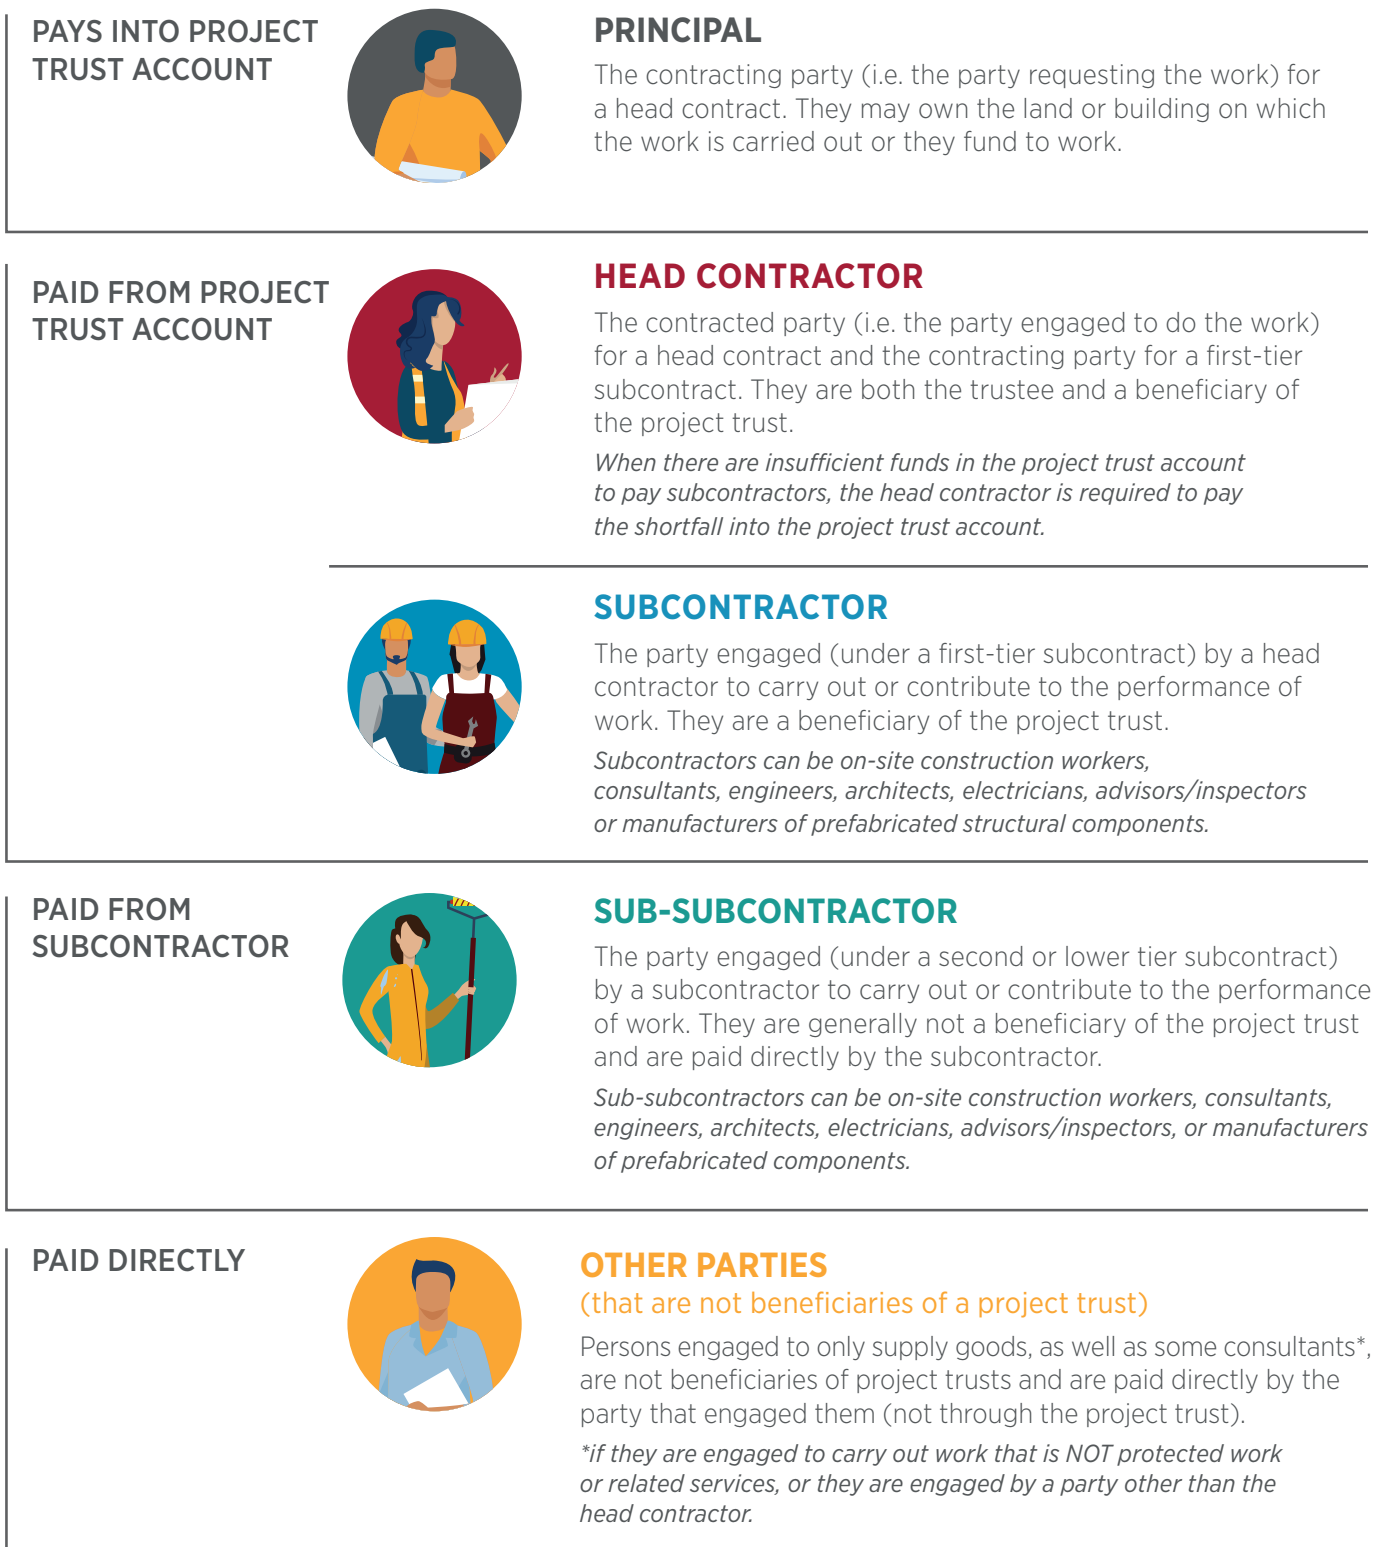 PAYS INTO PROJECT
TRUST ACCOUNT
PRINCIPAL
The contracting party (i.e. the party requesting the work) for
a head contract. They may own the land or building on which
the work is carried out or they fund to work.
PAID FROM PROJECT
TRUST ACCOUNT
HEAD CONTRACTOR
The contracted party (i.e. the party engaged to do the work)
for a head contract and the contracting party for a first-tier
subcontract. They are both the trustee and a beneficiary of
the project trust.
When there are insufficient funds in the project trust account
to pay subcontractors, the head contractor is required to pay
the shortfall into the project trust account.
SUBCONTRACTOR
The party engaged (under a first-tier subcontract) by a head
contractor to carry out or contribute to the performance of
work. They are a beneficiary of the project trust.
Subcontractors can be on-site construction workers,
consultants, engineers, architects, electricians, advisors/inspectors
or manufacturers of prefabricated structural components.
PAID FROM
SUBCONTRACTOR
SUB-SUBCONTRACTOR
The party engaged (under a second or lower tier subcontract)
by a subcontractor to carry out or contribute to the performance
of work. They are generally not a beneficiary of the project trust
and are paid directly by the subcontractor.
Sub-subcontractors can be on-site construction workers, consultants,
engineers, architects, electricians, advisors/inspectors, or manufacturers
of prefabricated components.
PAID DIRECTLY
OTHER PARTIES
(that are not beneficiaries of a project trust)
Persons engaged to only supply goods, as well as some consultants*,
are not beneficiaries of project trusts and are paid directly by the
party that engaged them (not through the project trust).
*if they are engaged to carry out work that is NOT protected work
or related services, or they are engaged by a party other than the
head contractor.